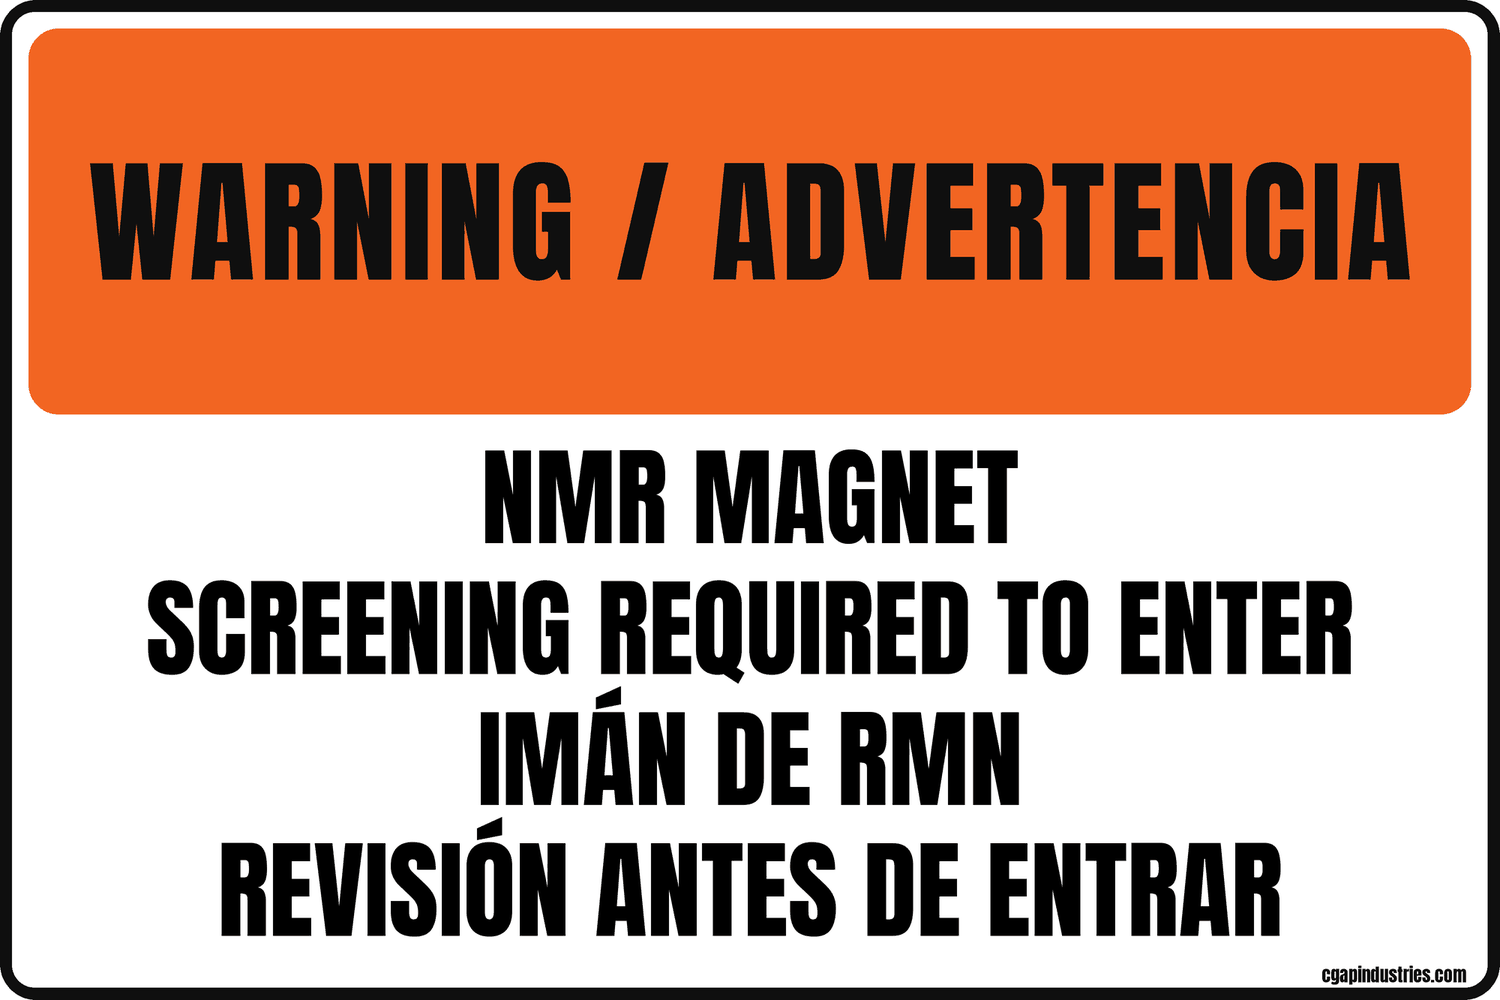 WARNING / ADVERTENCIA
NMR MAGNET
SCREENING REQUIRED TO ENTER
IMÁN DE RMN
REVISIÓN ANTES DE ENTRAR
cgapindustries.com